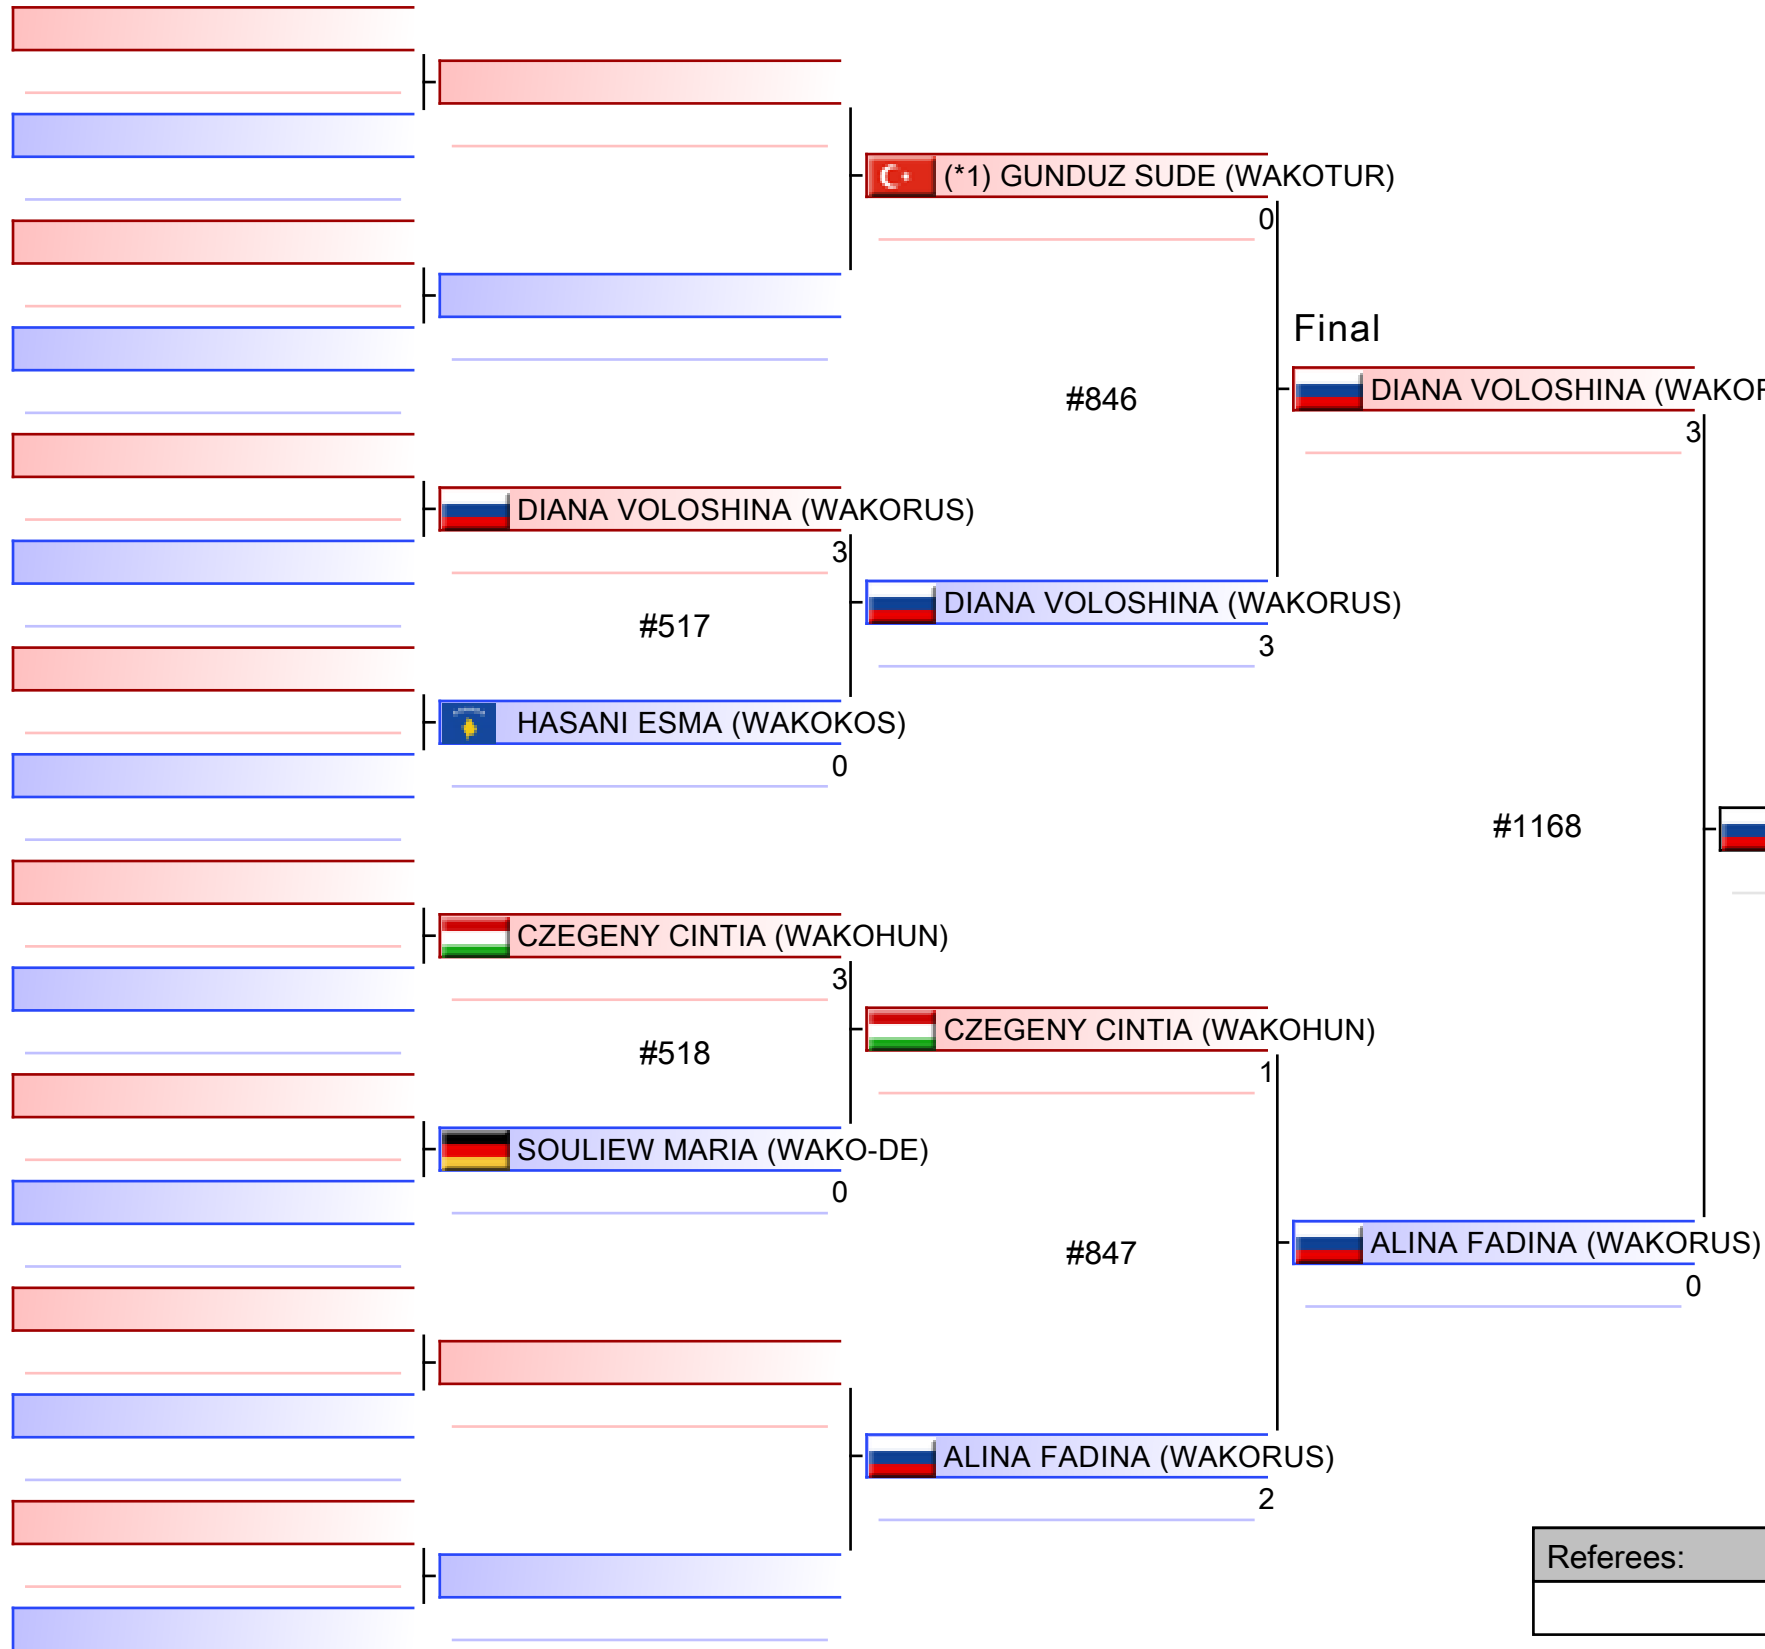 (*1) GUNDUZ SUDE (WAKOTUR)
0
Final
#846
DIANA VOLOSHINA (WAKOR
3
DIANA VOLOSHINA (WAKORUS)
3
#517
DIANA VOLOSHINA (WAKORUS)
3
HASANI ESMA (WAKOKOS)
0
#1168
CZEGENY CINTIA (WAKOHUN)
3
#518
CZEGENY CINTIA (WAKOHUN)
1
SOULIEW MARIA (WAKO-DE)
0
#847
ALINA FADINA (WAKORUS)
0
ALINA FADINA (WAKORUS)
2
Referees: